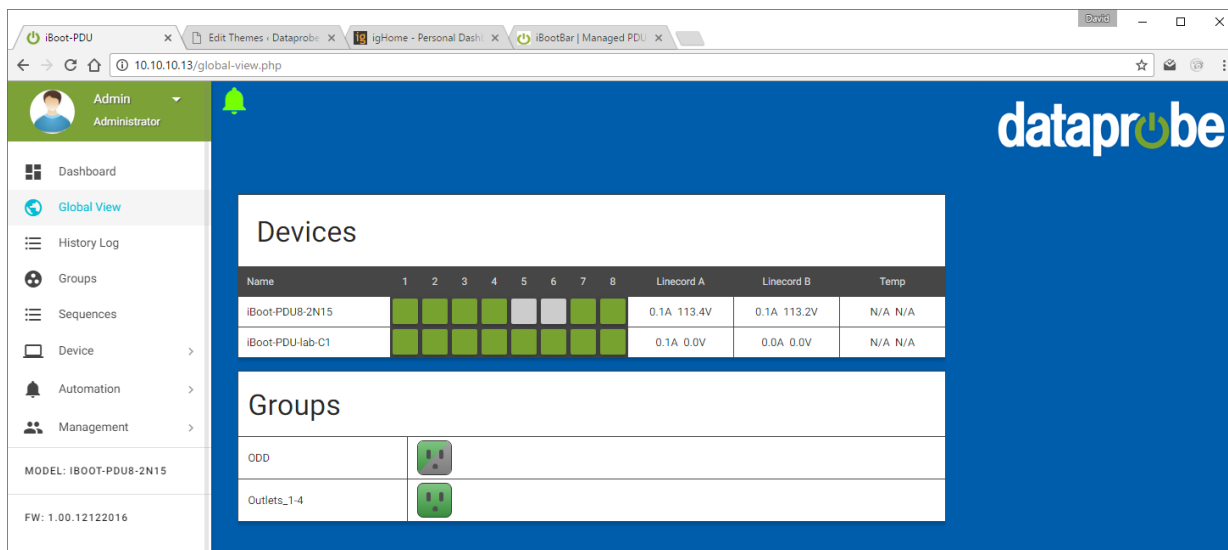 David
iBoot-PDU
Edit Themes ‹ Dataprobe
igHome - Personal Dash
iBootBar | Managed PDU
10.10.10.13/global-view.php
Admin
Administrator
dataprobe
Dashboard
Global View
History Log
Groups
Sequences
Device
Automation
Management
MODEL: IBOOT-PDU8-2N15
FW: 1.00.12122016
Devices
Name 1 2 3 4 5 6 7 8 Linecord A Linecord B Temp
iBoot-PDU8-2N15 0.1A 113.4V 0.1A 113.2V N/A N/A
iBoot-PDU-lab-C1 0.1A 0.0V 0.0A 0.0V N/A N/A
Groups
ODD
Outlets_1-4